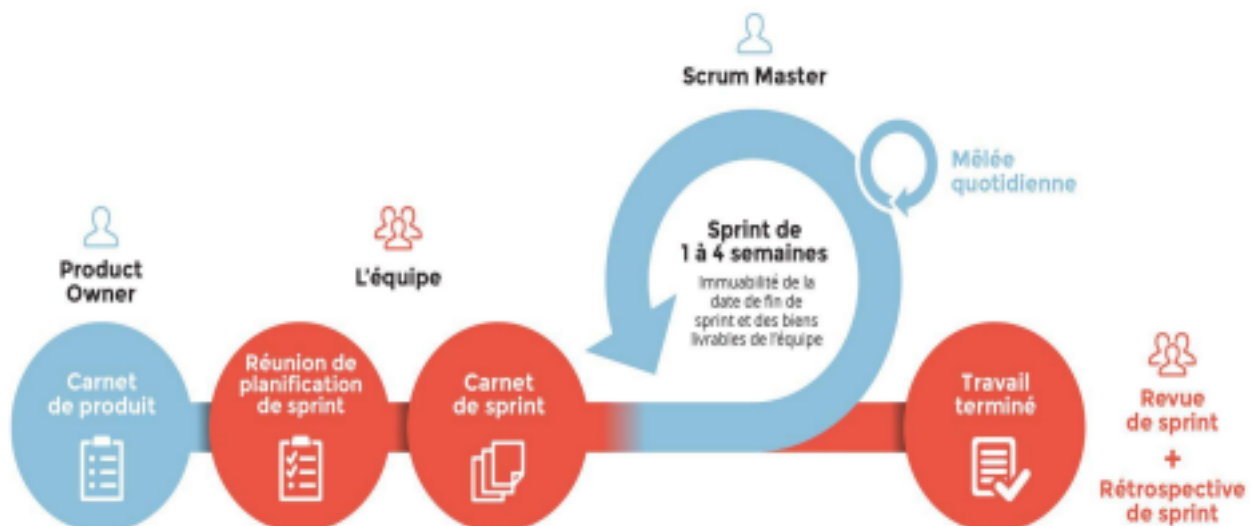 Scrum Master
Mêlée
quotidienne
Sprint de
1 à 4 semaines
Immuabilité de la
date de fin de
sprint et des biens
livrables de l'équipe
Product
Owner
L'équipe
Carnet
de produit
Réunion de
planification
de sprint
Carnet
de sprint
Travail
terminé
Revue
de sprint
+
Rétrospective
de sprint